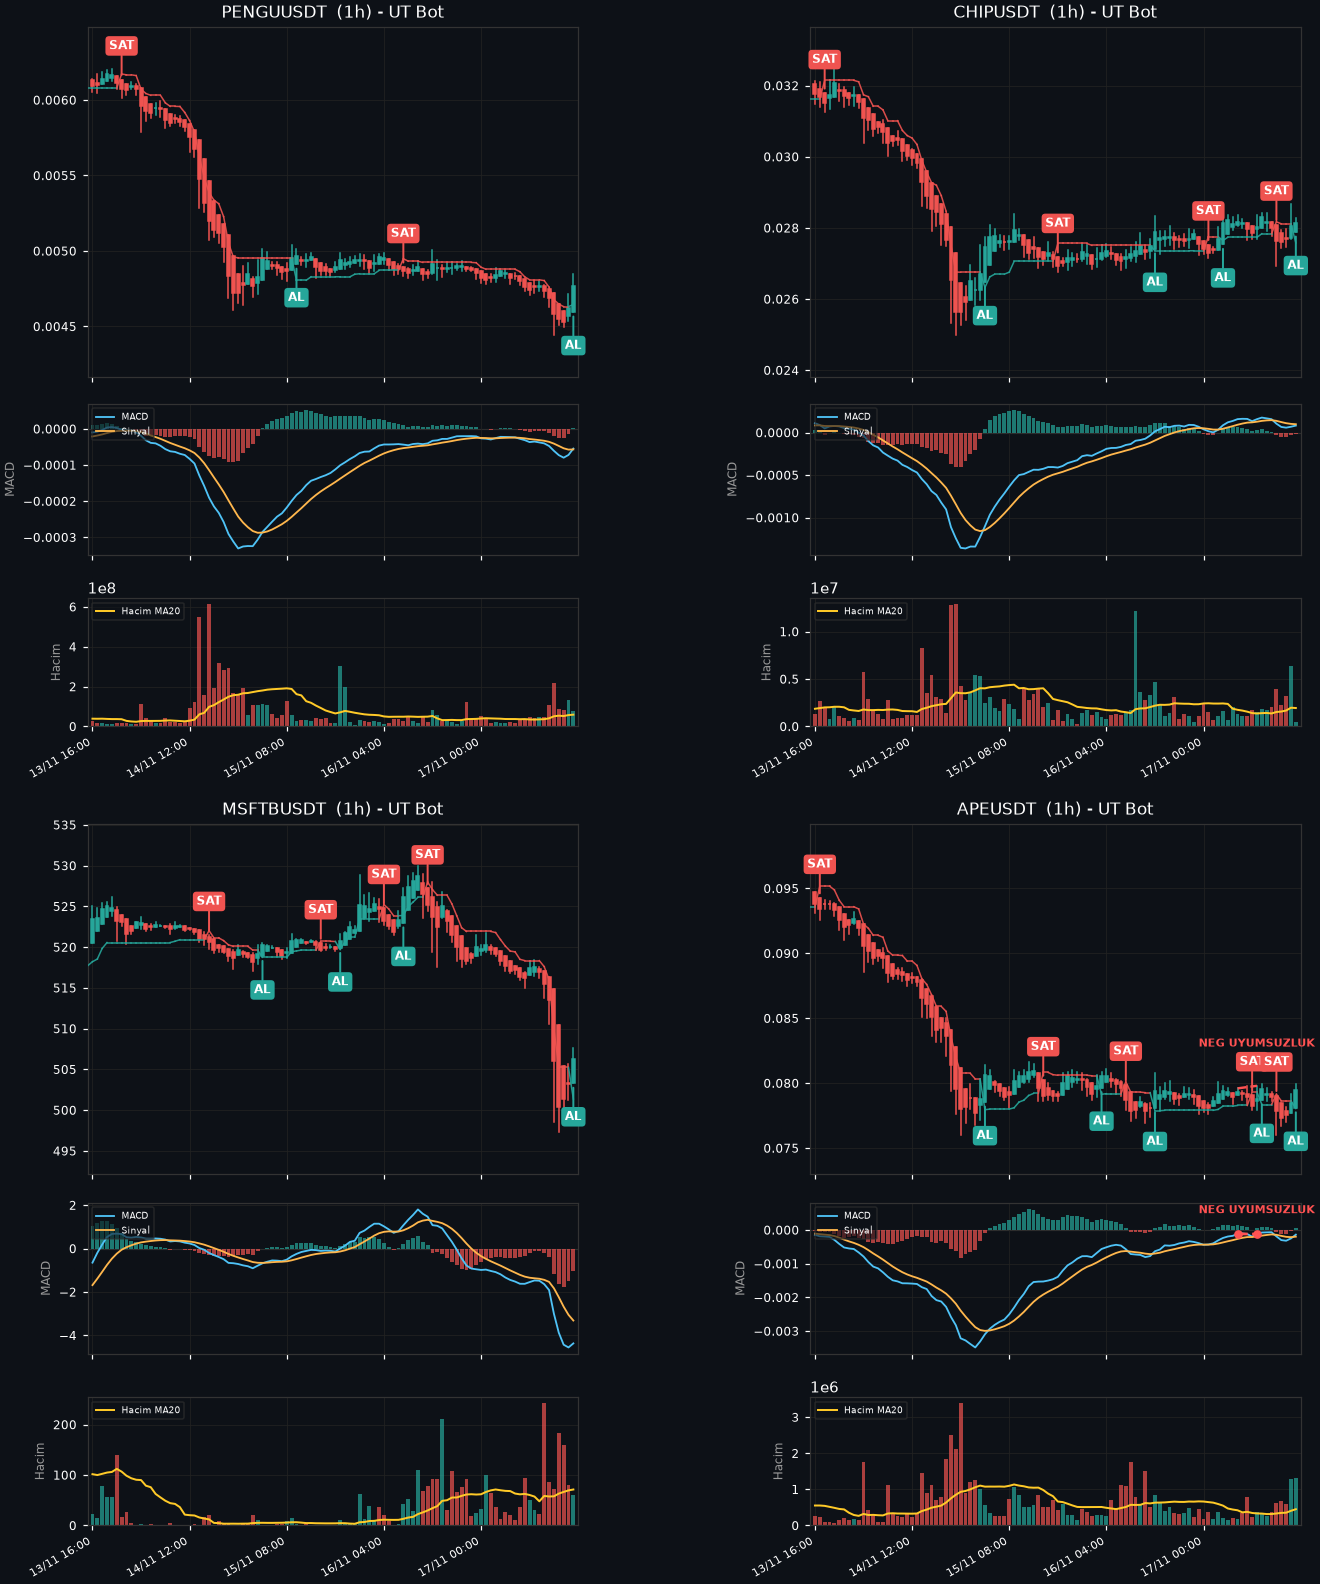 PENGUUSDT (1h) - UT Bot
SAT
0.0060
0.0055
0.0050
0.0045
SAT
AL
AL
MACD
Sinyal
MACD
0.0000
−0.0001
−0.0002
−0.0003
1e8
Hacim MA20
Hacim
6
4
2
0
13/11 16:00
14/11 12:00
15/11 08:00
16/11 04:00
17/11 00:00
CHIPUSDT (1h) - UT Bot
SAT
0.032
0.030
0.028
0.026
0.024
SAT
SAT
SAT
AL
AL
AL
AL
MACD
Sinyal
MACD
0.0000
−0.0005
−0.0010
1e7
Hacim MA20
Hacim
1.0
0.5
0.0
13/11 16:00
14/11 12:00
15/11 08:00
16/11 04:00
17/11 00:00
MSFTBUSDT (1h) - UT Bot
535
530
525
520
515
510
505
500
495
SAT
SAT
SAT
SAT
AL
AL
AL
AL
MACD
Sinyal
MACD
2
0
−2
−4
Hacim MA20
Hacim
200
100
0
13/11 16:00
14/11 12:00
15/11 08:00
16/11 04:00
17/11 00:00
APEUSDT (1h) - UT Bot
SAT
0.095
0.090
0.085
0.080
0.075
SAT
SAT
NEG UYUMSUZLUK
SAT
SAT
AL
AL
AL
AL
AL
NEG UYUMSUZLUK
MACD
Sinyal
MACD
0.000
−0.001
−0.002
−0.003
1e6
Hacim MA20
Hacim
3
2
1
0
13/11 16:00
14/11 12:00
15/11 08:00
16/11 04:00
17/11 00:00